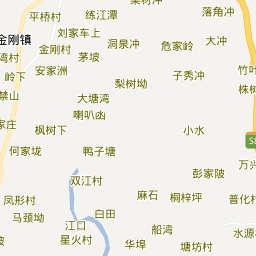 平桥村
练江潭
栗树坳
落角冲
金刚镇
刘家车上
洞泉冲
危家岭
大冲
湾村
金刚村
茅坡
岭下
安家洲
子秀冲
竹
禁山
大塘湾
梨树坳
株
喇叭凼
家庄
枫树下
小水
S
何家垅
鸭子塘
万兴
彭家陂
双江村
凤形村
麻石
桐梓坪
普化村
马颈坳
白田
江口
船湾
水源
星火村
华埠
塘坊村